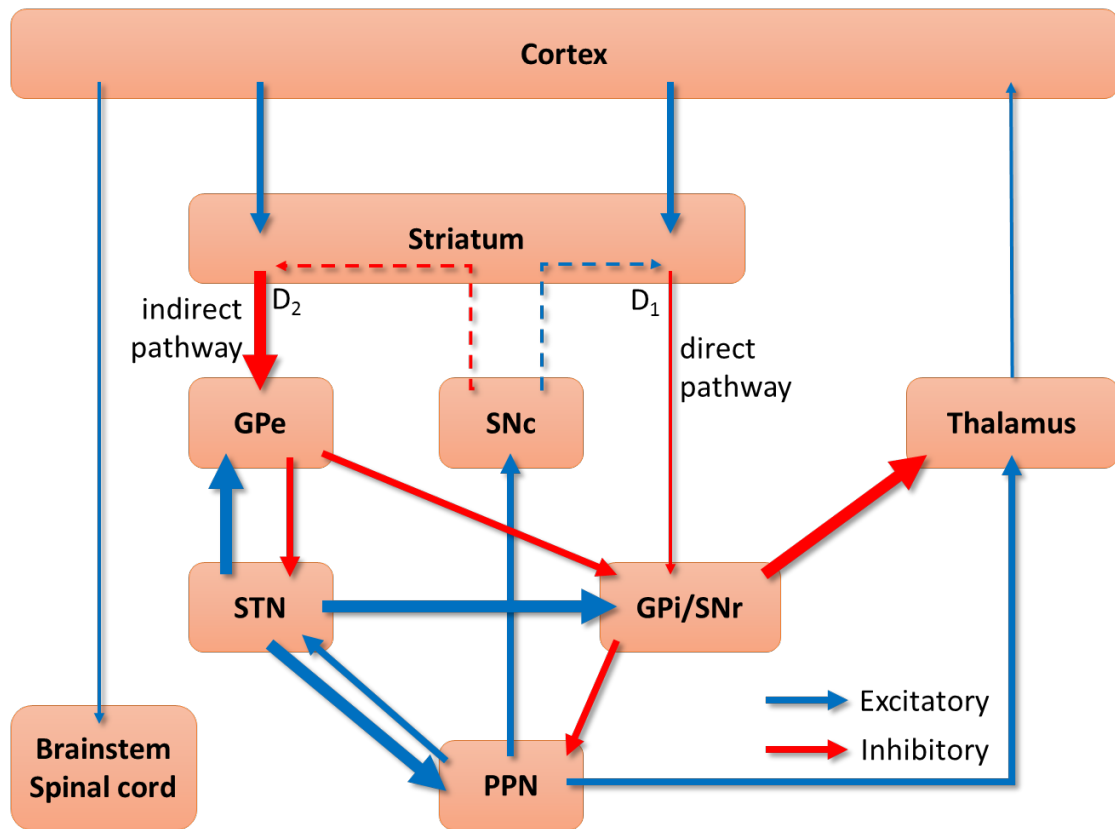 Cortex
Striatum
D₂
D₁
indirect
pathway
direct
pathway
GPe
SNc
Thalamus
STN
GPi/SNr
Excitatory
Inhibitory
Brainstem
Spinal cord
PPN